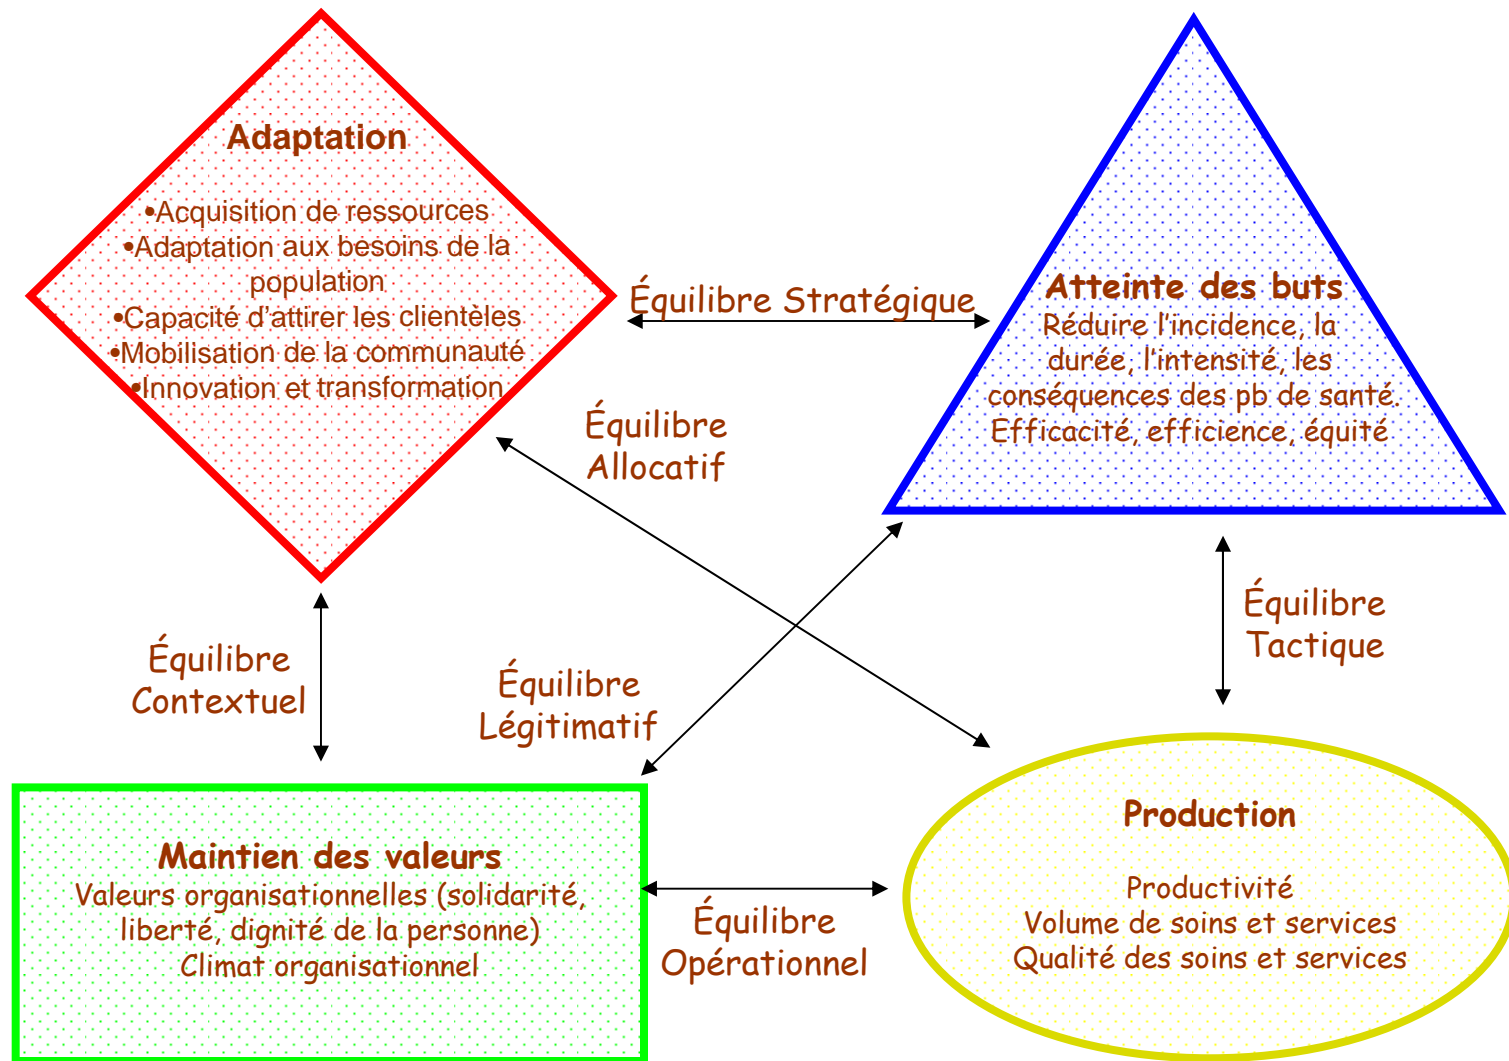 Adaptation
•Acquisition de ressources
•Adaptation aux besoins de la
population
•Capacité d'attirer les clientèles
•Mobilisation de la communauté
•Innovation et transformation
Équilibre Stratégique
Atteinte des buts
Réduire l'incidence, la
durée, l'intensité, les
conséquences des pb de santé.
Efficacité, efficience, équité
Équilibre
Allocatif
Équilibre
Tactique
Équilibre
Contextuel
Équilibre
Légitimatif
Maintien des valeurs
Valeurs organisationnelles (solidarité,
liberté, dignité de la personne)
Climat organisationnel
Équilibre
Opérationnel
Production
Productivité
Volume de soins et services
Qualité des soins et services